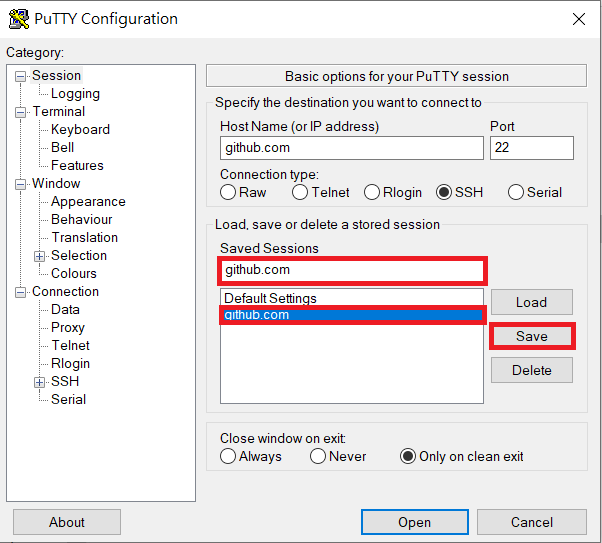 PuTTY Configuration
Category:
Session
Logging
Terminal
Keyboard
Bell
Features
Window
Appearance
Behaviour
Translation
Selection
Colours
Connection
Data
Proxy
Telnet
Rlogin
SSH
Serial
Basic options for your PuTTY session
Specify the destination you want to connect to
Host Name (or IP address) Port
github.com 22
Connection type:
Raw Telnet Rlogin SSH Serial
Load, save or delete a stored session
Saved Sessions
github.com
Default Settings Load
github.com
Save
Delete
Close window on exit:
Always Never Only on clean exit
About Open Cancel